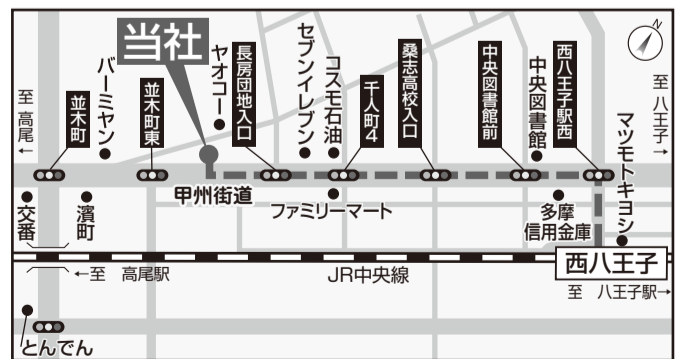 N
当社
至 高尾
←
並木町
バーミヤン
並木町東
ヤオコー
長房団地入口
セブンイレブン
コスモ石油
千人町4
桑志高校入口
中央図書館前
中央図書館
西八王子駅西
マツモトキヨシ
至 八王子
→
交番
濱町
甲州街道
ファミリーマート
多摩
信用金庫
西八王子
←至 高尾駅
JR中央線
至 八王子駅→
とんでん